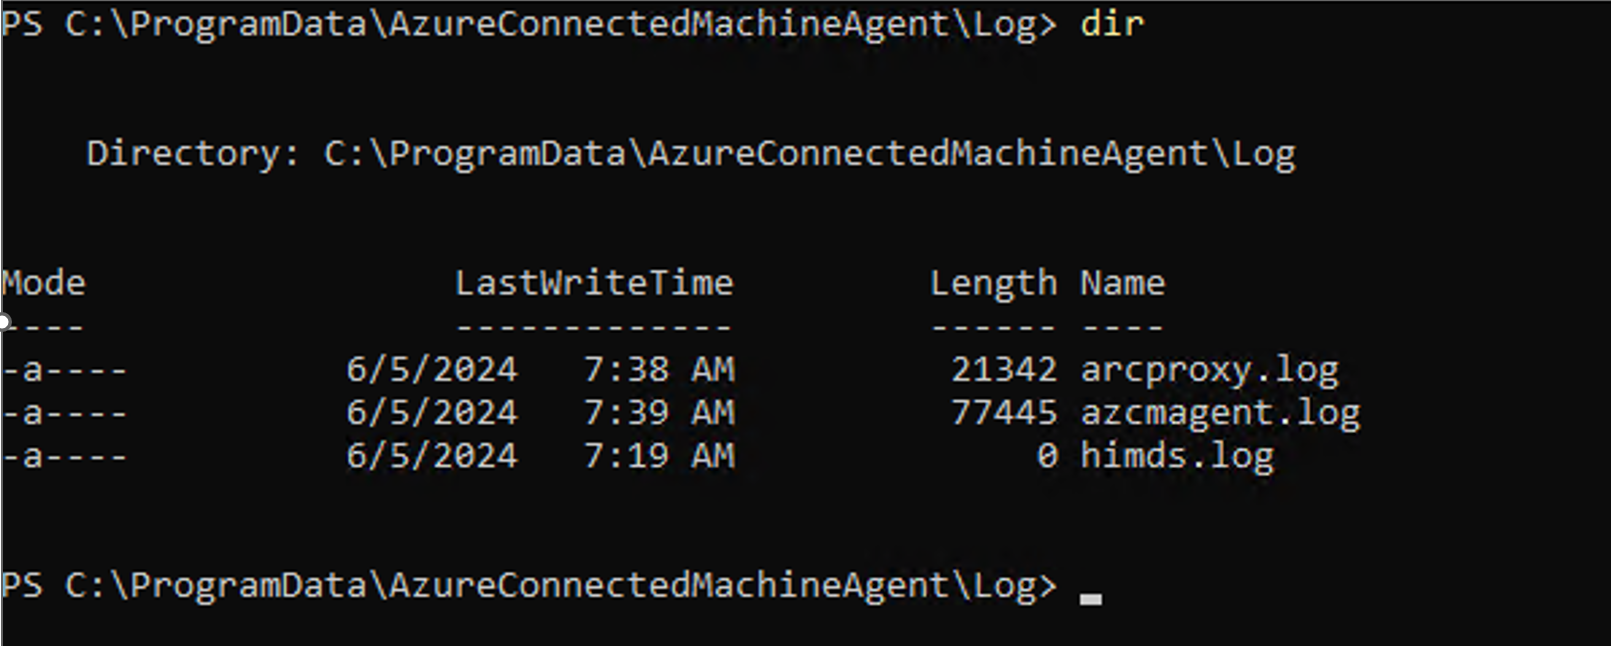 PS C:\ProgramData\AzureConnectedMachineAgent\Log> dir
Directory: C:\ProgramData\AzureConnectedMachineAgent\Log
Mode                 LastWriteTime         Length Name
----                 -------------         ------ ----
-a----          6/5/2024   7:38 AM          21342 arcproxy.log
-a----          6/5/2024   7:39 AM          77445 azcmagent.log
-a----          6/5/2024   7:19 AM              0 himds.log
PS C:\ProgramData\AzureConnectedMachineAgent\Log>